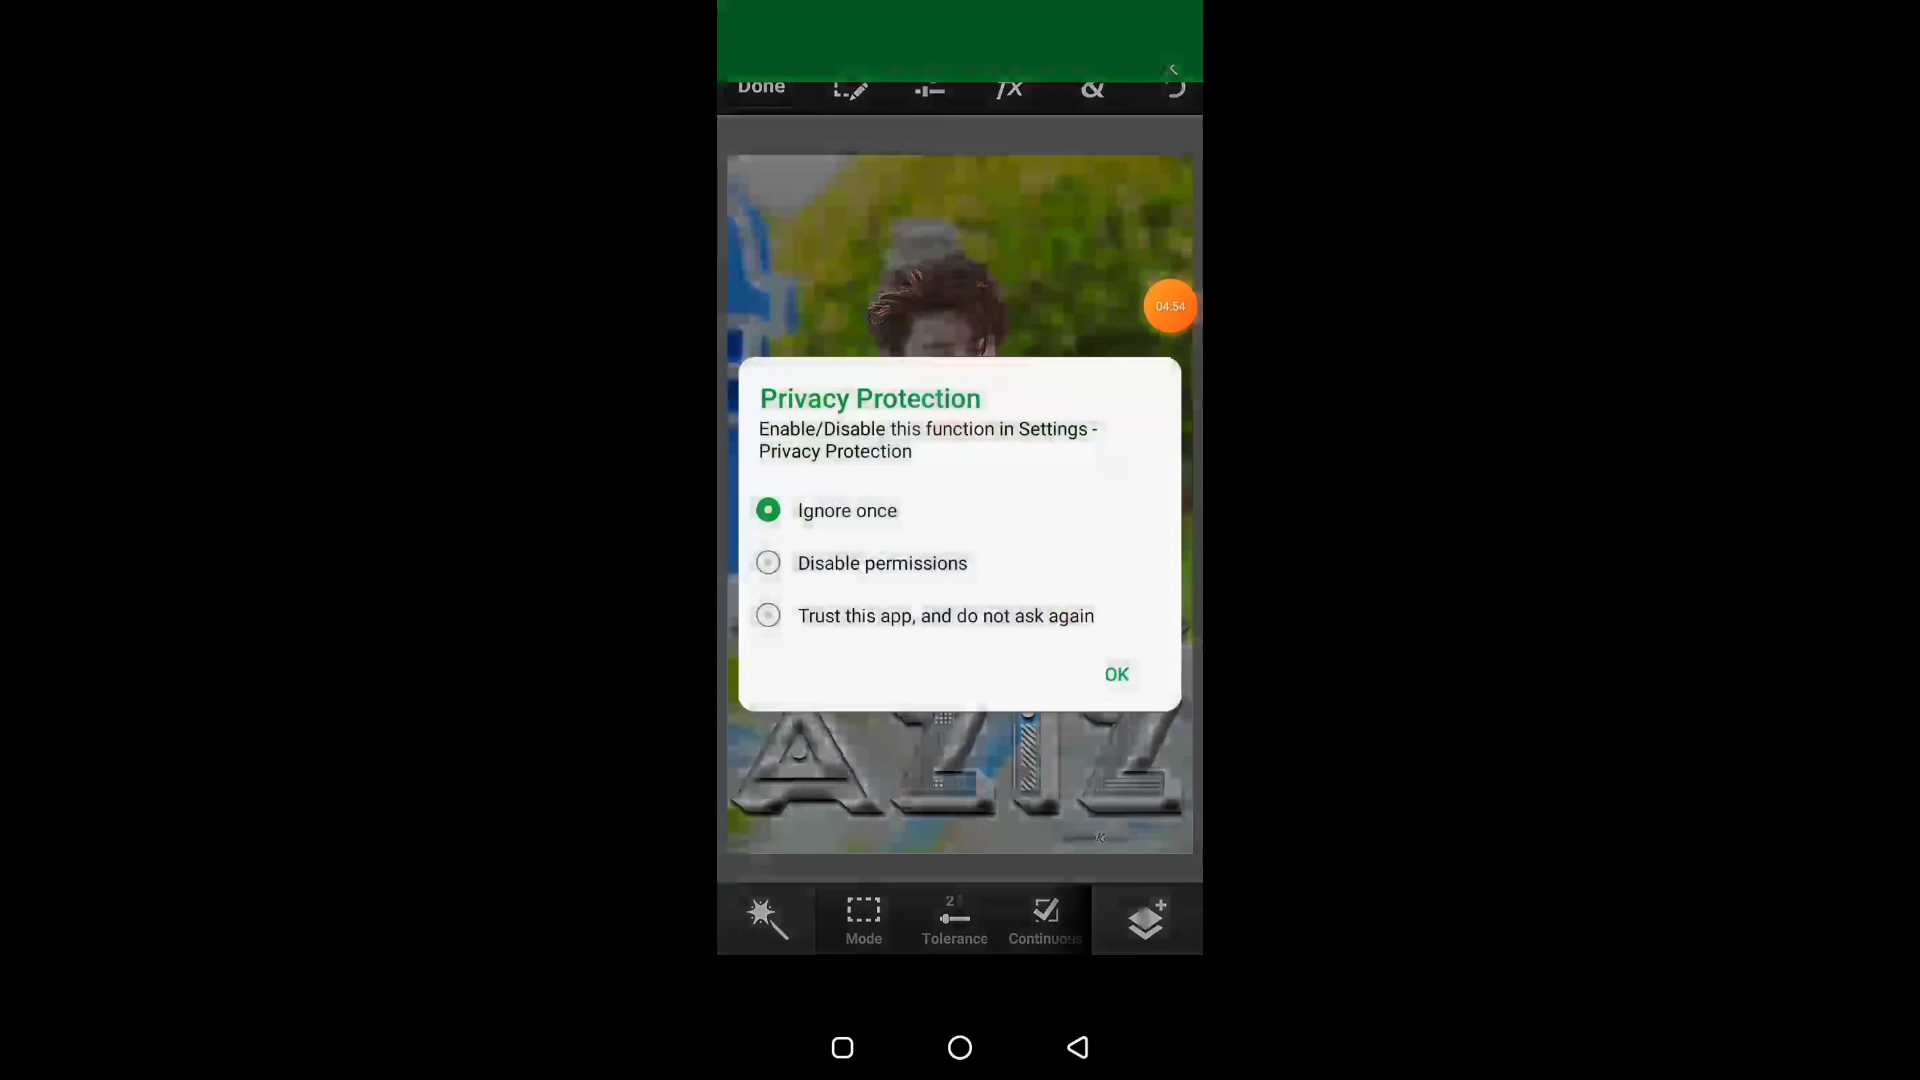 Done
fx
&
04:54
Privacy Protection
Enable/Disable this function in Settings -
Privacy Protection
Ignore once
Disable permissions
Trust this app, and do not ask again
OK
AZIZ
Mode
Tolerance
Continuous